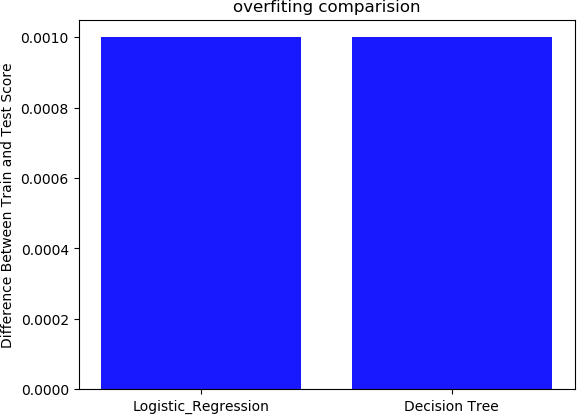 overfiting comparision
Difference Between Train and Test Score
0.0010
0.0008
0.0006
0.0004
0.0002
0.0000
Logistic_Regression
Decision Tree